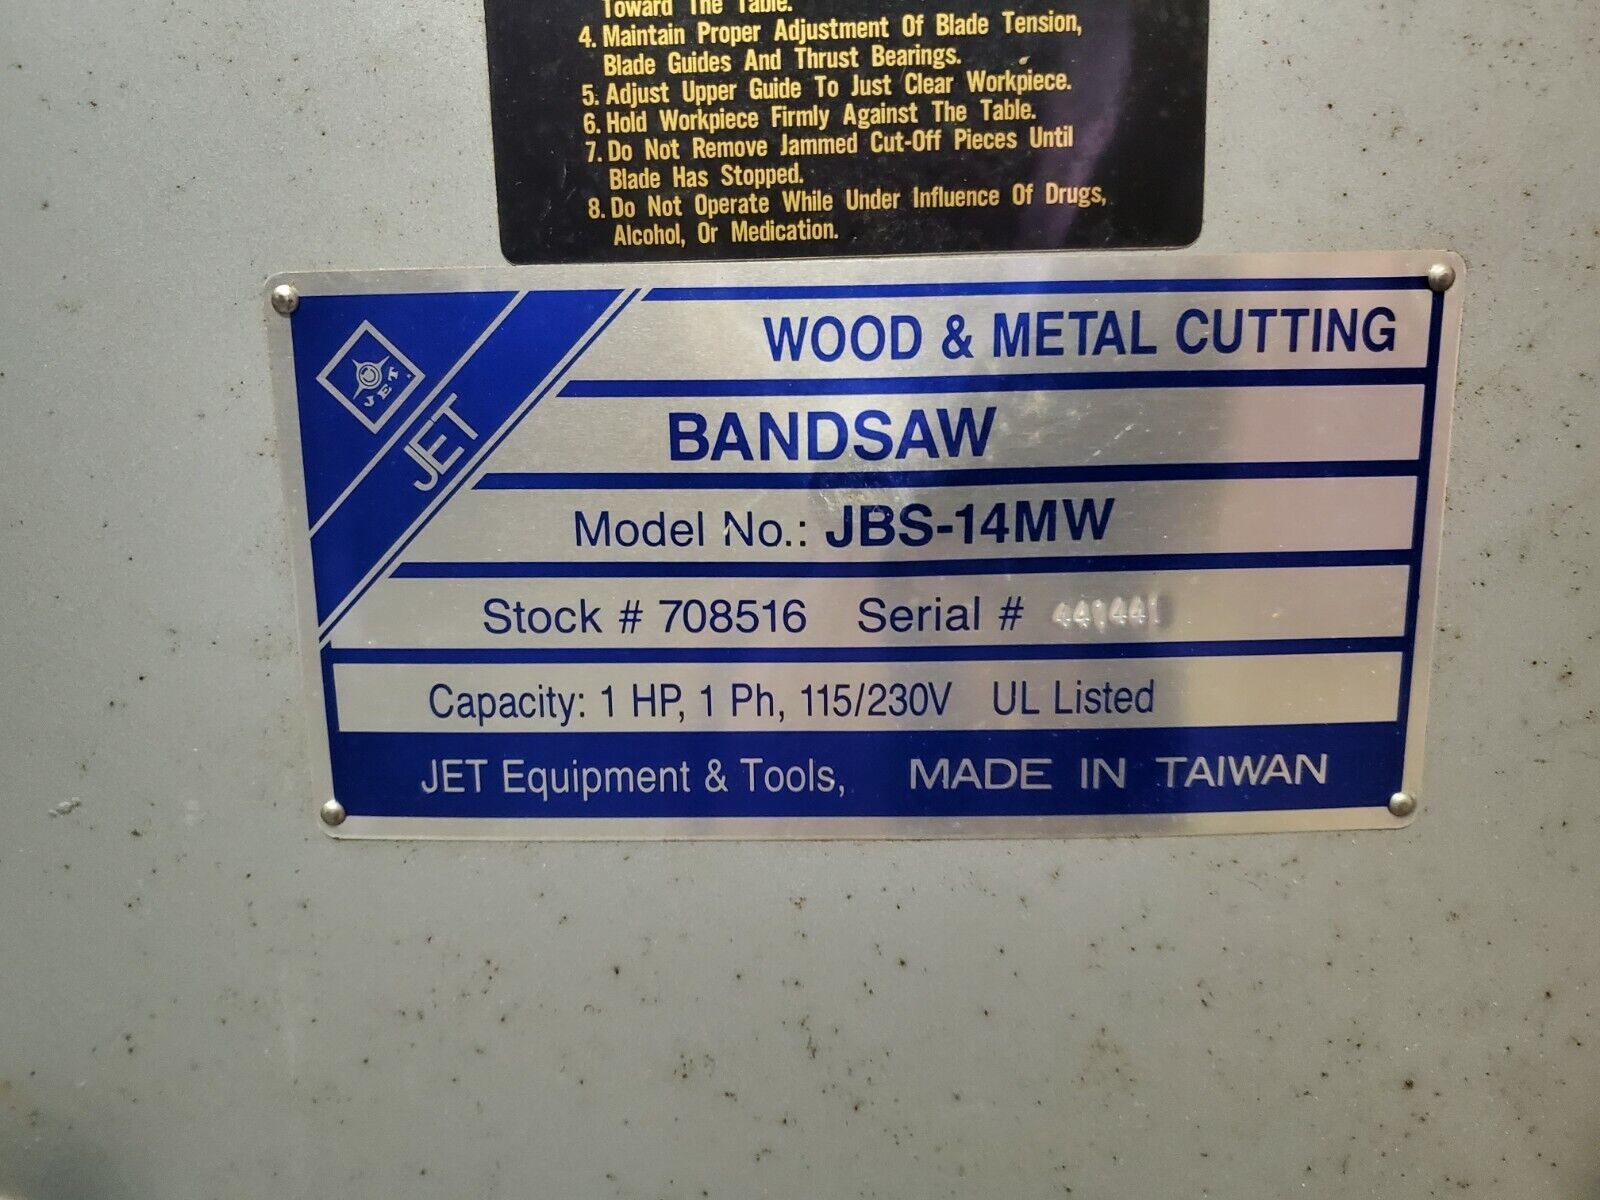 Toward The Table.
4. Maintain Proper Adjustment Of Blade Tension,
Blade Guides And Thrust Bearings.
5. Adjust Upper Guide To Just Clear Workpiece.
6. Hold Workpiece Firmly Against The Table.
7. Do Not Remove Jammed Cut-Off Pieces Until
Blade Has Stopped.
8. Do Not Operate While Under Influence Of Drugs,
Alcohol, Or Medication.
JET
JET
WOOD & METAL CUTTING
BANDSAW
Model No.: JBS-14MW
Stock # 708516 Serial #
Capacity: 1 HP, 1 Ph, 115/230V UL Listed
JET Equipment & Tools, MADE IN TAIWAN